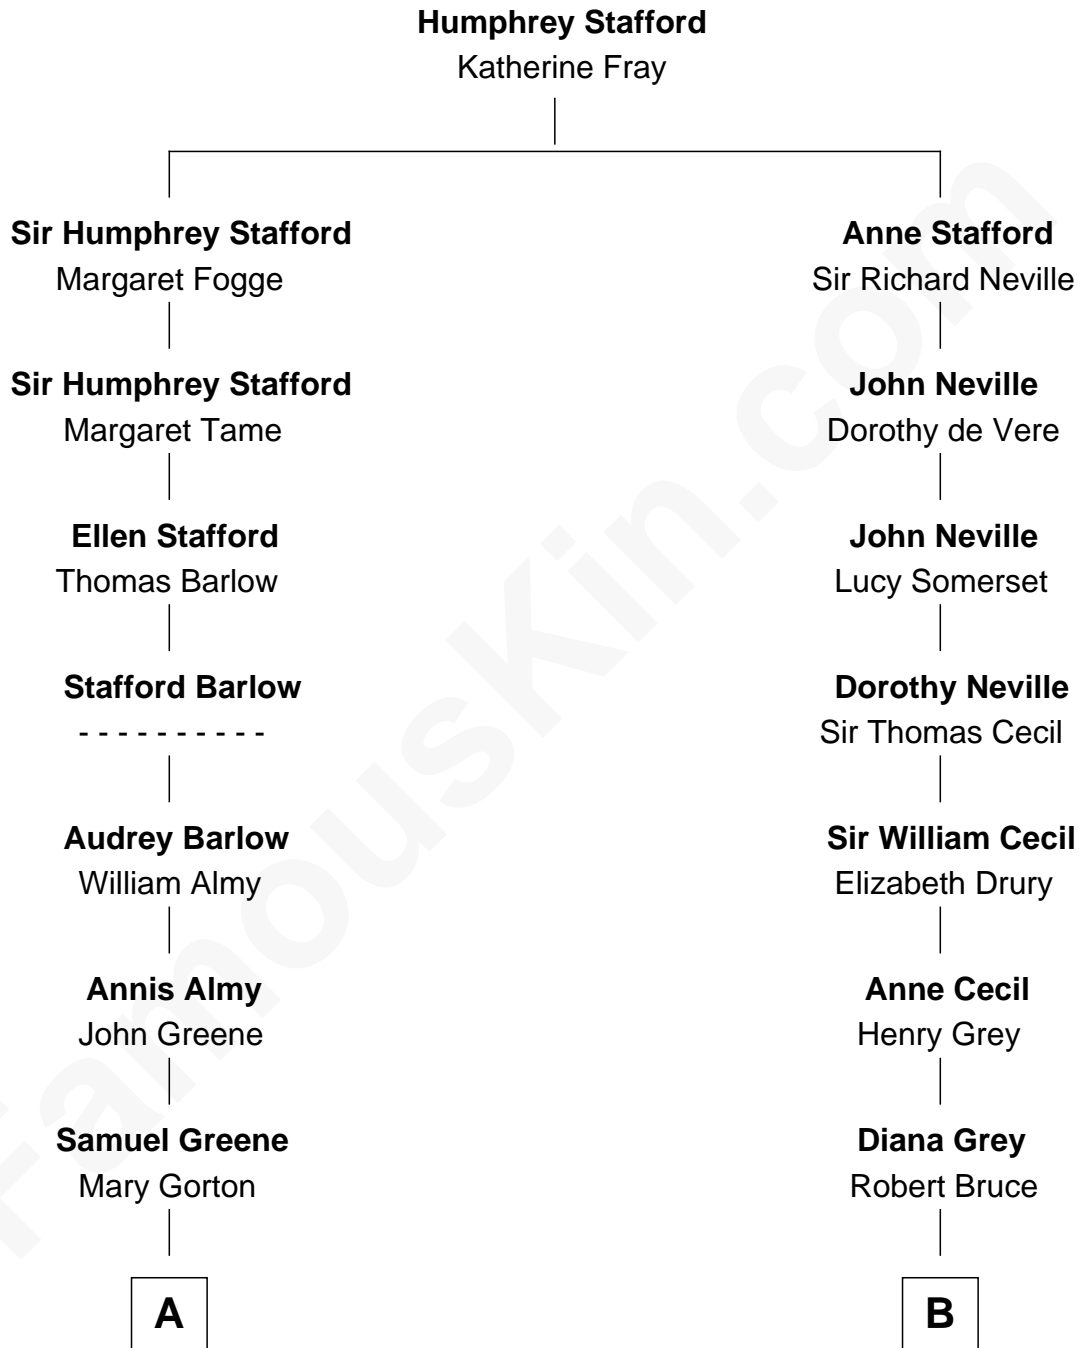 Humphrey Stafford
Katherine Fray
Sir Humphrey Stafford
Margaret Fogge
Anne Stafford
Sir Richard Neville
Sir Humphrey Stafford
Margaret Tame
John Neville
Dorothy de Vere
Ellen Stafford
Thomas Barlow
John Neville
Lucy Somerset
Stafford Barlow
- - - - - - - - - -
Dorothy Neville
Sir Thomas Cecil
Audrey Barlow
William Almy
Sir William Cecil
Elizabeth Drury
Annis Almy
John Greene
Anne Cecil
Henry Grey
Samuel Greene
Mary Gorton
Diana Grey
Robert Bruce
A
B
FamousKin.com